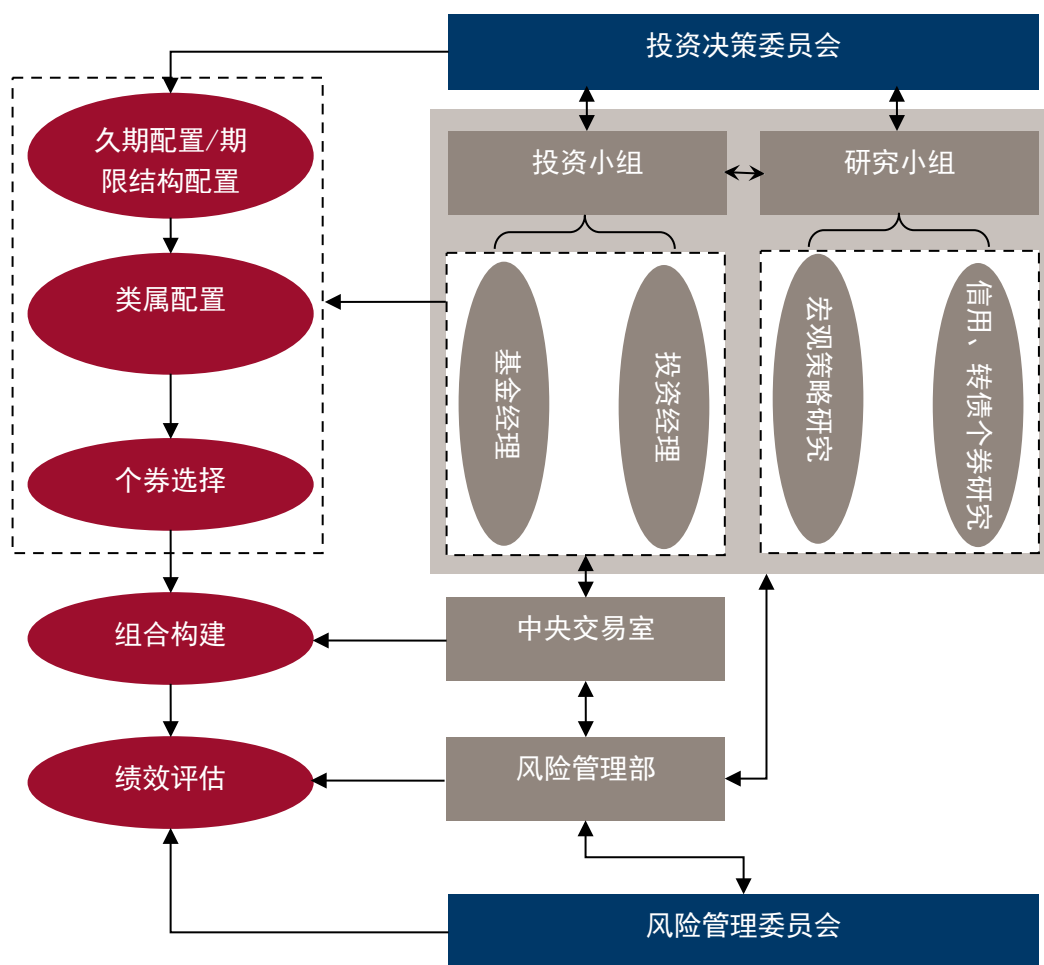 投资决策委员会
久期配置/期
限结构配置
投资小组
研究小组
类属配置
基金经理
投资经理
宏观策略研究
信用、转债个券研究
个券选择
组合构建
中央交易室
绩效评估
风险管理部
风险管理委员会